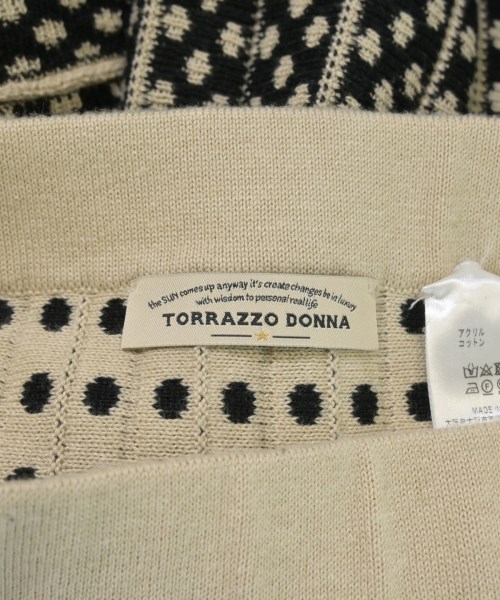 the SUN comes up anyway it's create changes be in luxury
with wisdom to personal real life
TORRAZZO DONNA
アクリル
コットン
MADE